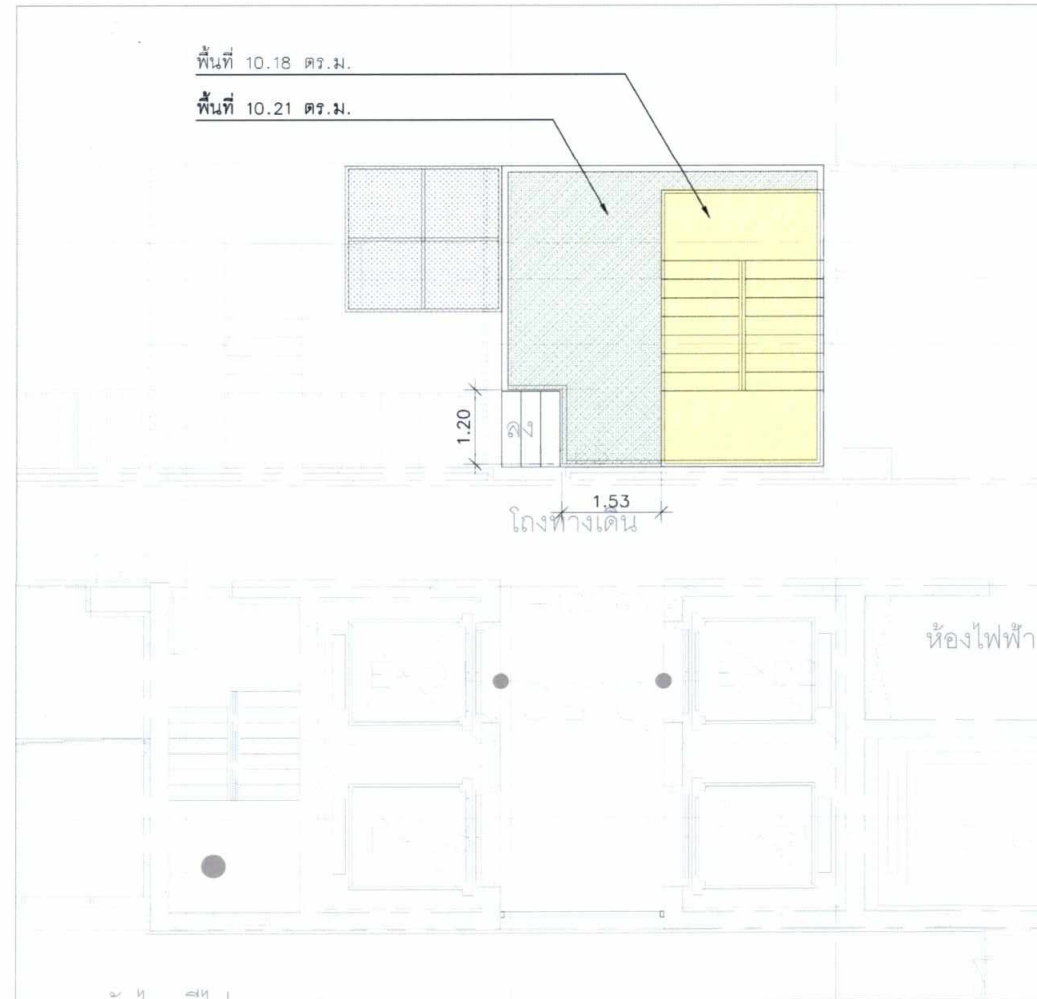 พื้นที่ 10.18 ตร.ม.
พื้นที่ 10.21 ตร.ม.
1.20
ลง
1.53
โถงทางเดิน
ห้องไฟฟ้า